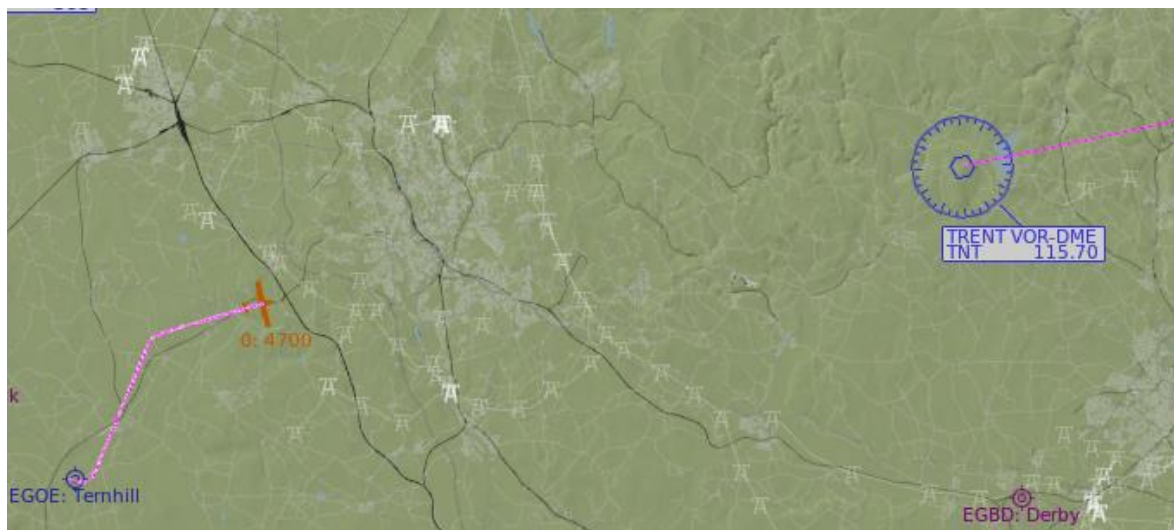 TRENT VOR-DME
TNT 115.70
0: 4700
k
EGOE: Ternhill
EGBD: Derby